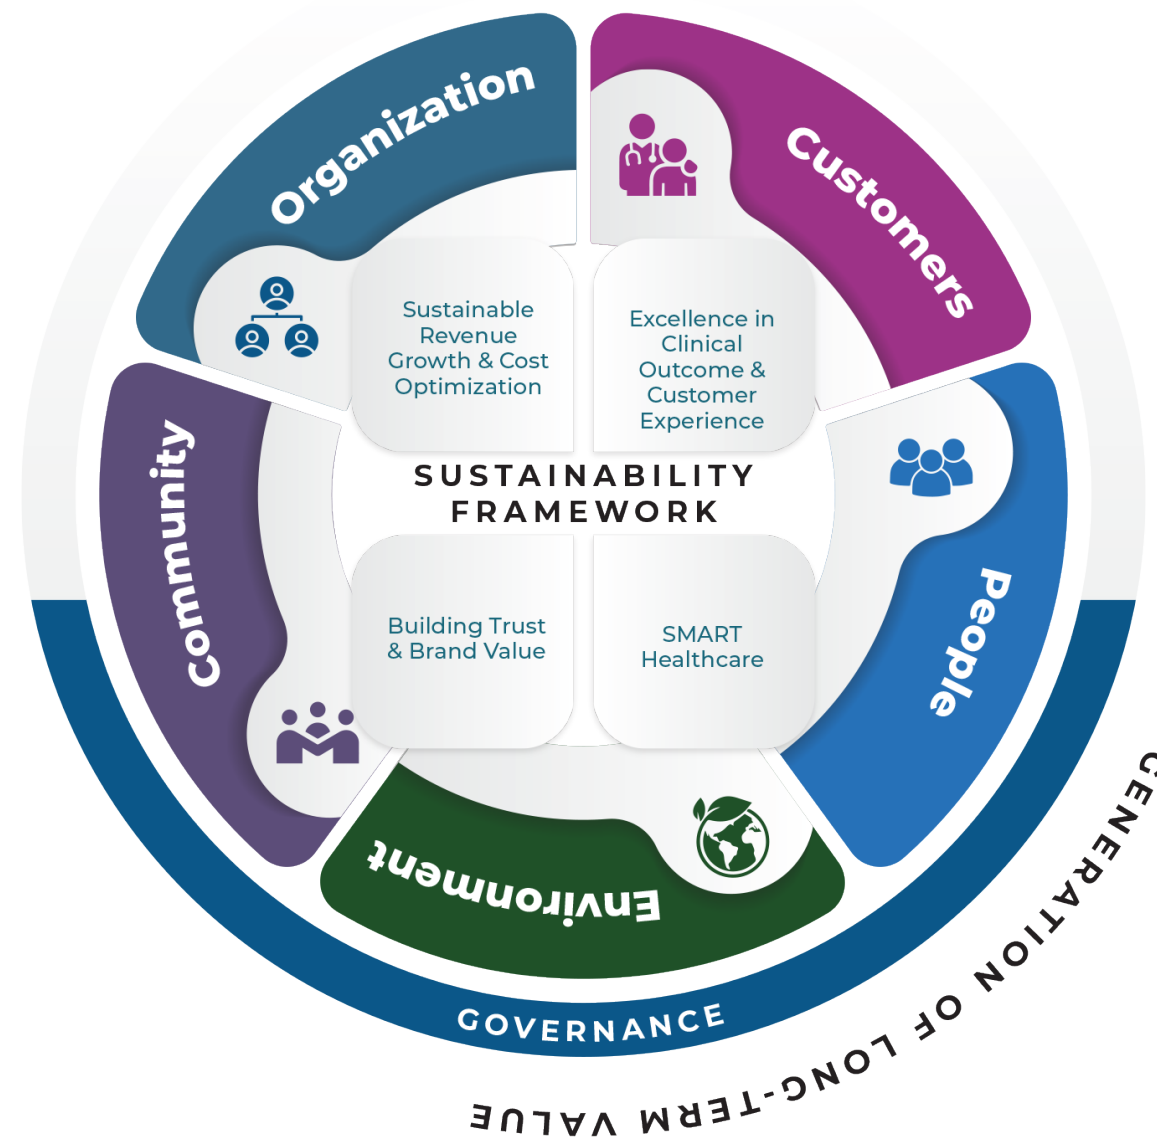 Organization
Customers
Sustainable
Revenue
Growth & Cost
Optimization
Excellence in
Clinical
Outcome &
Customer
Experience
SUSTAINABILITY
FRAMEWORK
Community
People
Building Trust
& Brand Value
SMART
Healthcare
Environment
GOVERNANCE
GENERATION OF LONG-TERM VALUE